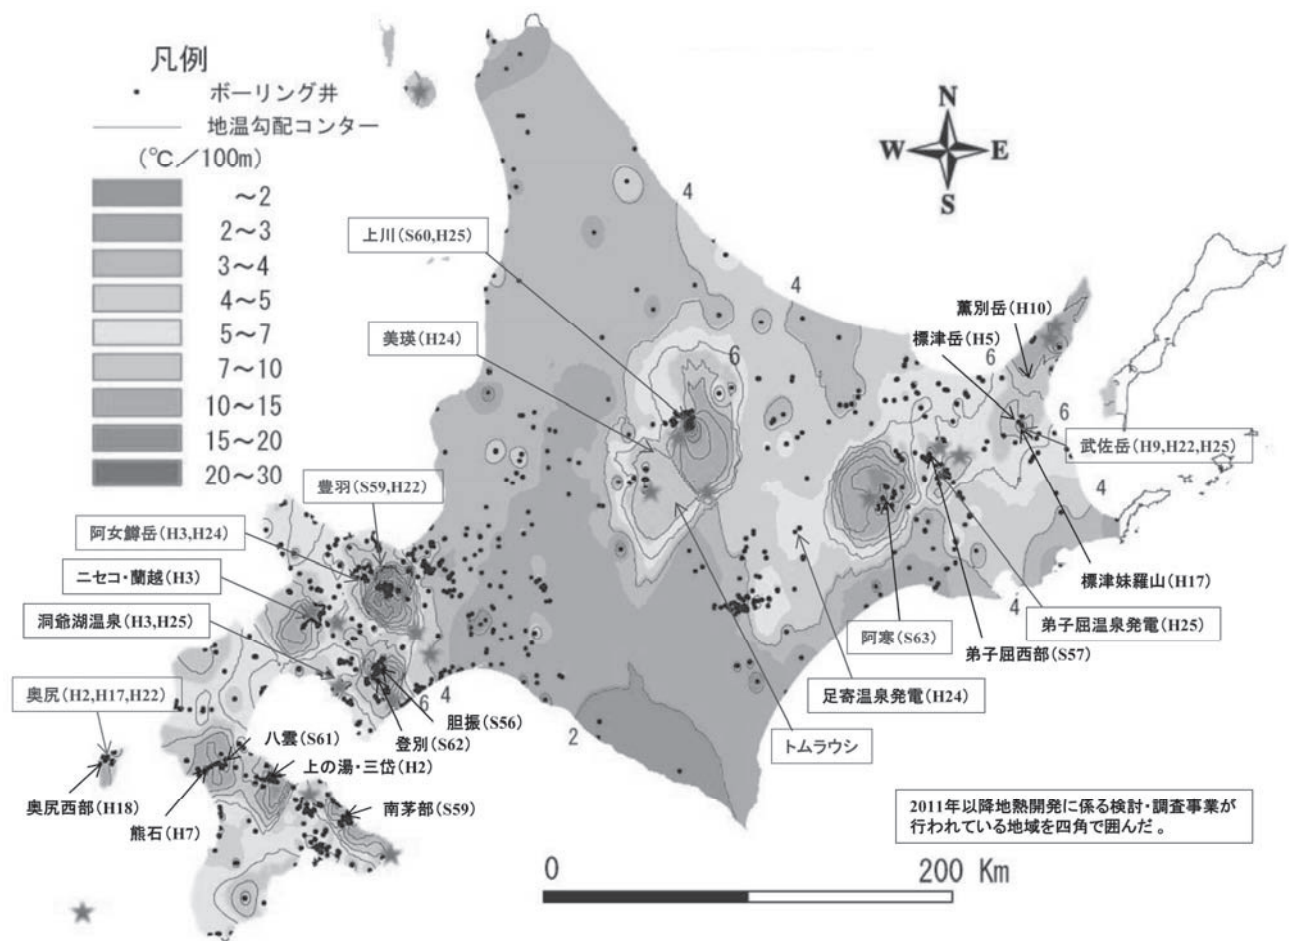 凡例
ボーリング井
地温勾配コンター
(℃／100m)
～2
2～3
3～4
4～5
5～7
7～10
10～15
15～20
20～30
N
W
E
S
4
上川(S60,H25)
美瑛(H24)
6
4
薫別岳(H10)
標津岳(H5)
6
6
武佐岳(H9,H22,H25)
4
標津妹羅山(H17)
4
弟子屈温泉発電(H25)
弟子屈西部(S57)
阿寒(S63)
足寄温泉発電(H24)
トムラウシ
豊羽(S59,H22)
阿女鱒岳(H3,H24)
ニセコ・蘭越(H3)
洞爺湖温泉(H3,H25)
奥尻(H2,H17,H22)
4
6
2
胆振(S56)
登別(S62)
八雲(S61)
上の湯・三岱(H2)
奥尻西部(H18)
熊石(H7)
南茅部(S59)
2011年以降地熱開発に係る検討・調査事業が
行われている地域を四角で囲んだ。
0
200 Km